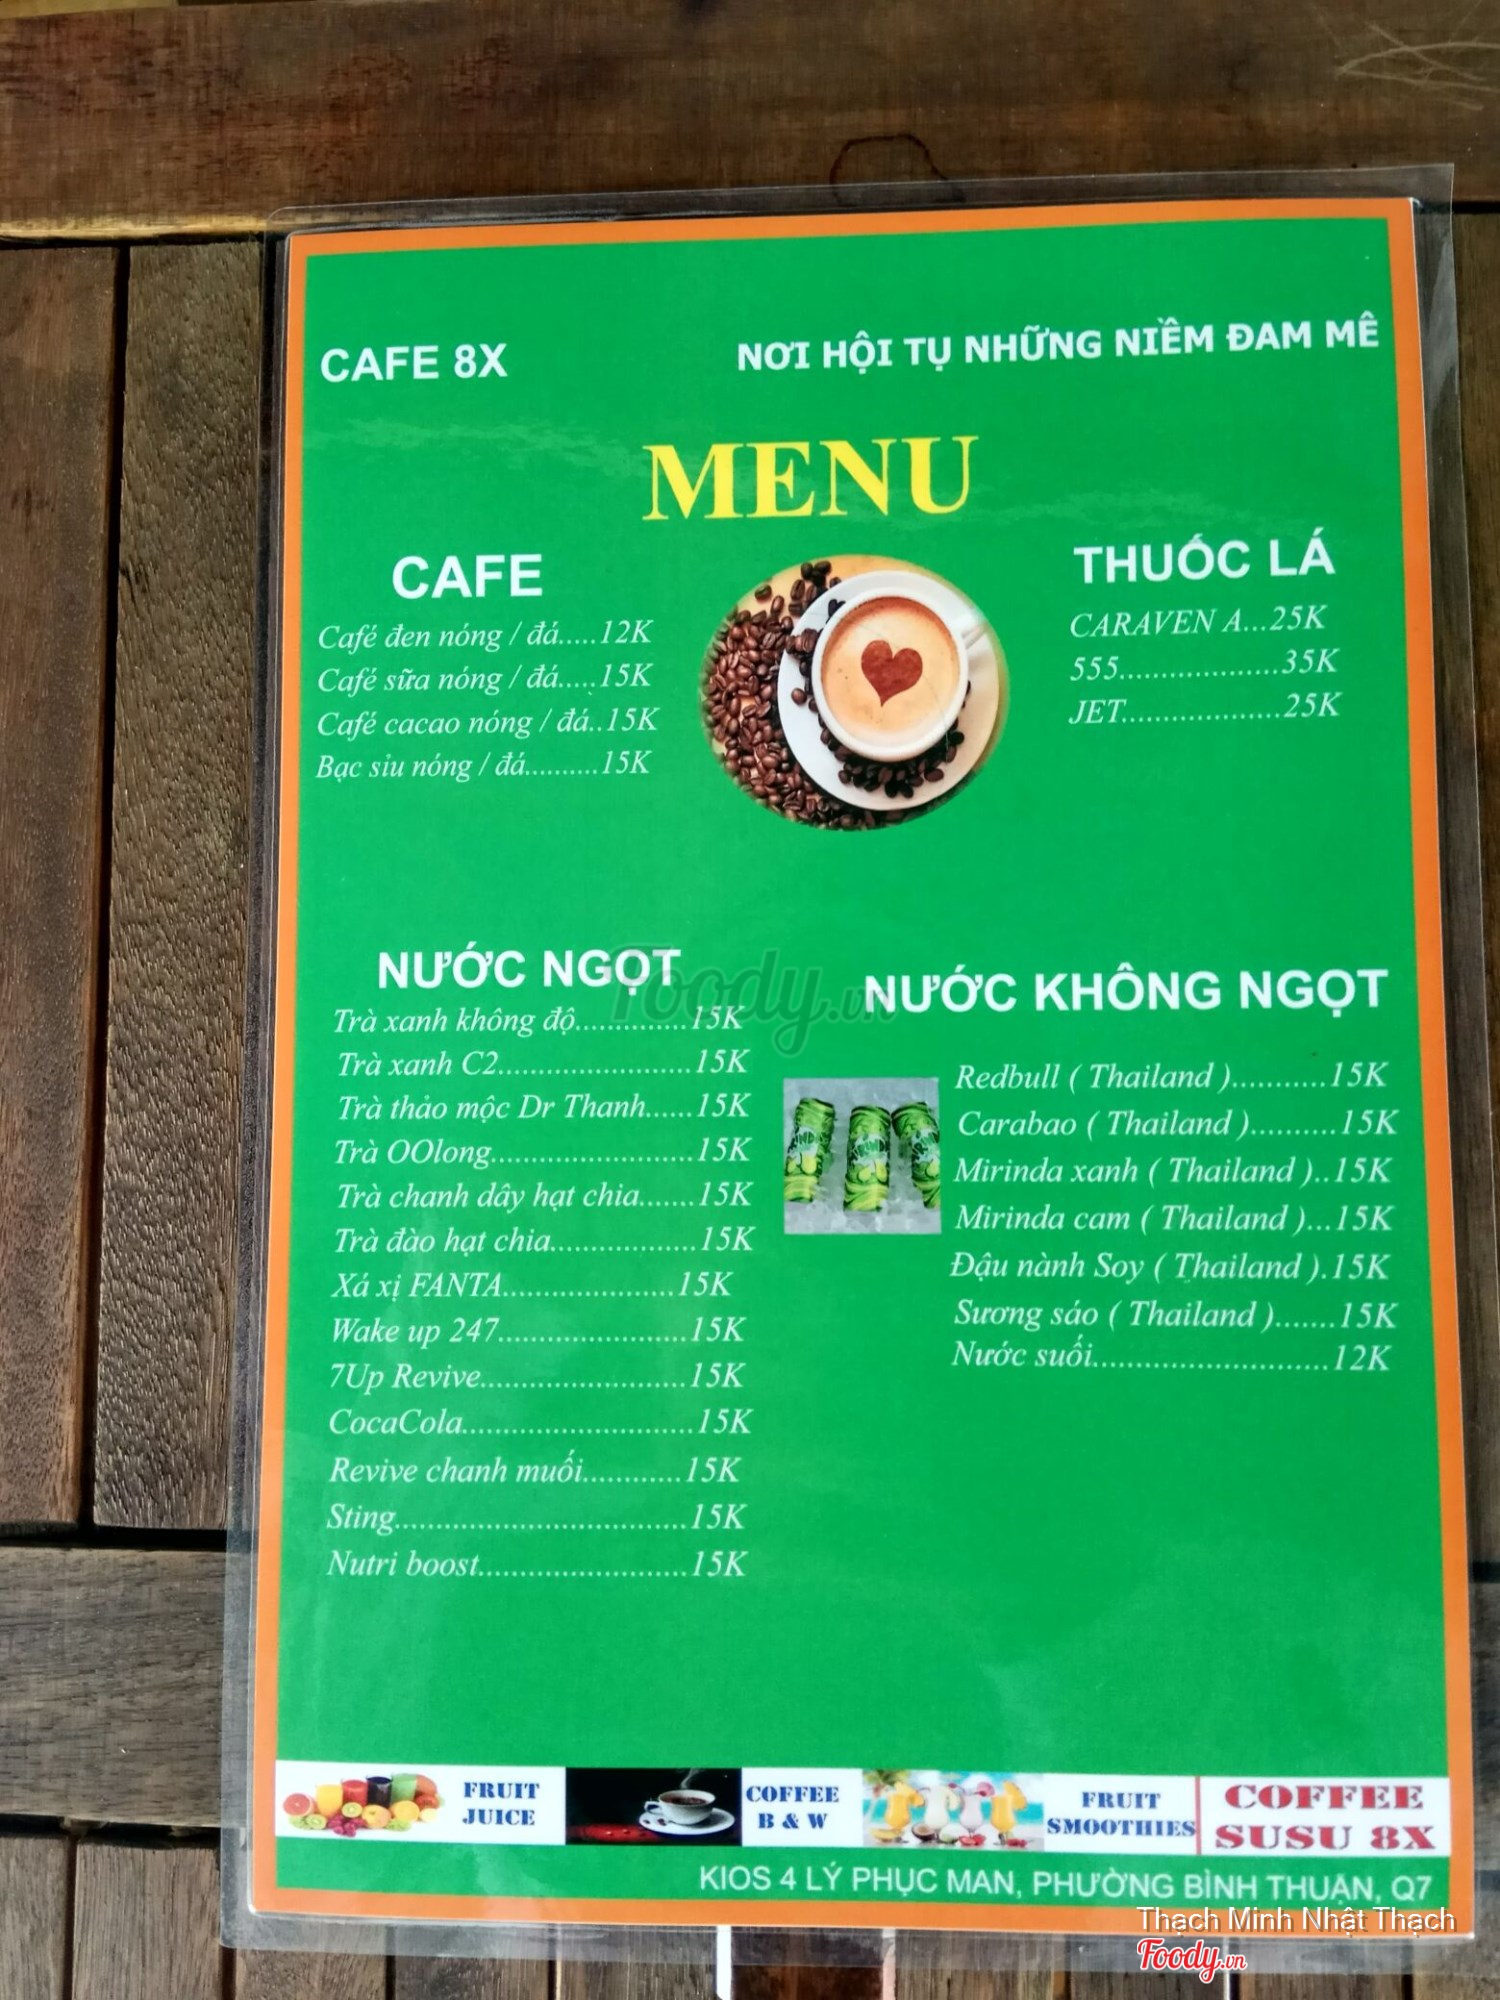 CAFE 8X
NƠI HỘI TỤ NHỮNG NIỀM ĐAM MÊ
MENU
CAFE
Café đen nóng / đá.....12K
Café sữa nóng / đá.....15K
Café cacao nóng / đá..15K
Bạc sỉu nóng / đá..........15K
THUỐC LÁ
CARAVEN A...25K
555....................35K
JET...................25K
NƯỚC NGỌT
Trà xanh không độ..............15K
Trà xanh C2........................15K
Trà thảo mộc Dr Thanh......15K
Trà OOlong.........................15K
Trà chanh dây hạt chia.......15K
Trà đào hạt chia..................15K
Xá xị FANTA.....................15K
Wake up 247.......................15K
7Up Revive.........................15K
CocaCola............................15K
Revive chanh muối............15K
Sting...................................15K
Nutri boost.........................15K
NƯỚC KHÔNG NGỌT
Redbull ( Thailand )...........15K
Carabao ( Thailand )..........15K
Mirinda xanh ( Thailand )..15K
Mirinda cam ( Thailand )...15K
Đậu nành Soy ( Thailand ).15K
Sương sáo ( Thailand ).......15K
Nước suối............................12K
Foody.vn
FRUIT
JUICE
COFFEE
B & W
FRUIT
SMOOTHIES
COFFEE
SUSU 8X
KIOS 4 LÝ PHỤC MAN, PHƯỜNG BÌNH THUẬN, Q7
Thạch Minh Nhật Thạch
Foody.vn